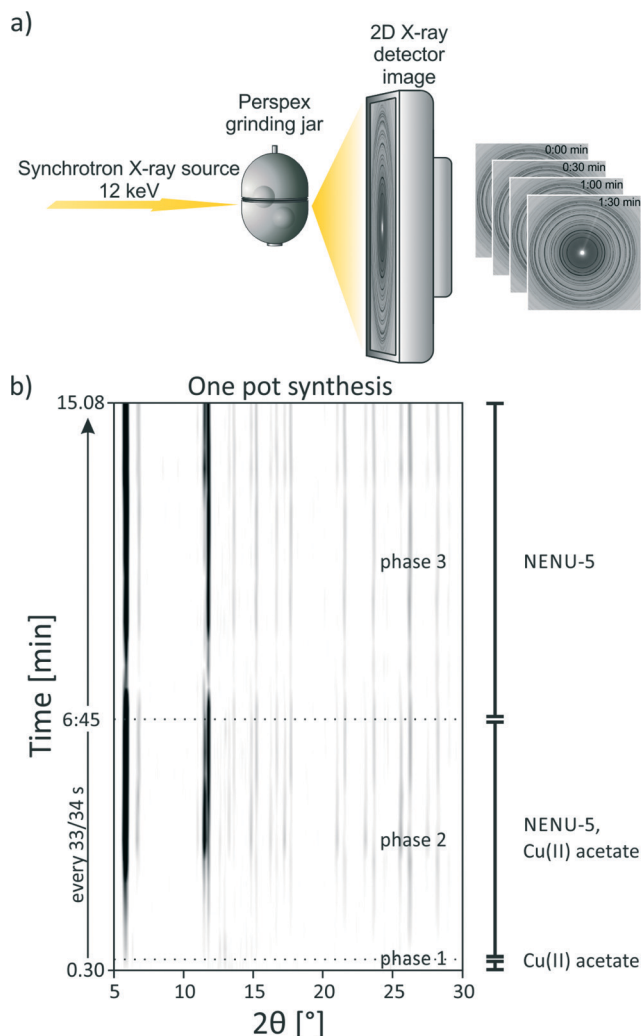 a)
2D X-ray
detector
image
Perspex
grinding jar
Synchrotron X-ray source
12 keV
0:00 min
0:30 min
1:00 min
1:30 min
b)
One pot synthesis
15.08
6:45
0.30
Time [min]
every 33/34 s
phase 3
phase 2
phase 1
NENU-5
NENU-5,
Cu(II) acetate
Cu(II) acetate
5
10
15
20
25
30
2θ [°]